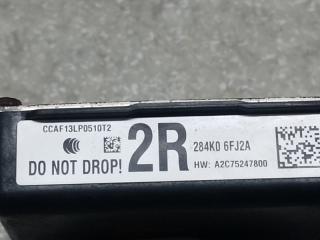 CCAF13LP0510T2
DO NOT DROP!
2R
284K0 6FJ2A
HW: A2C75247800